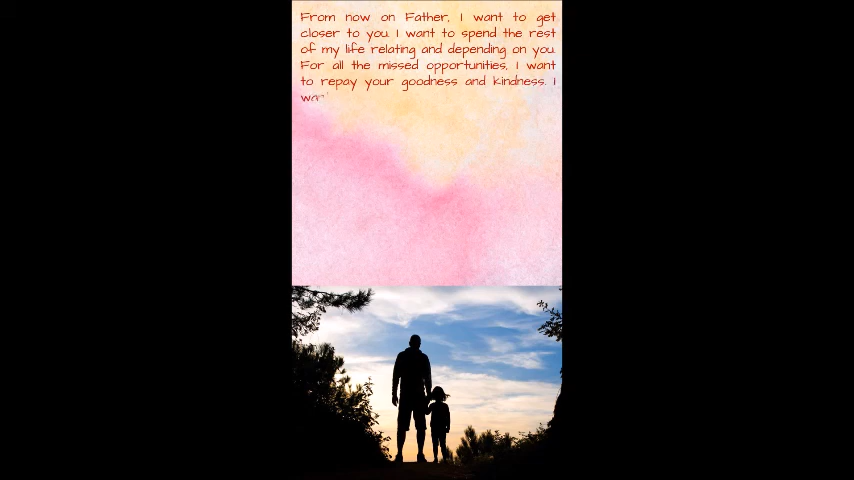 From now on Father, I want to get
closer to you. I want to spend the rest
of my life relating and depending on you.
For all the missed opportunities, I want
to repay your goodness and kindness. I